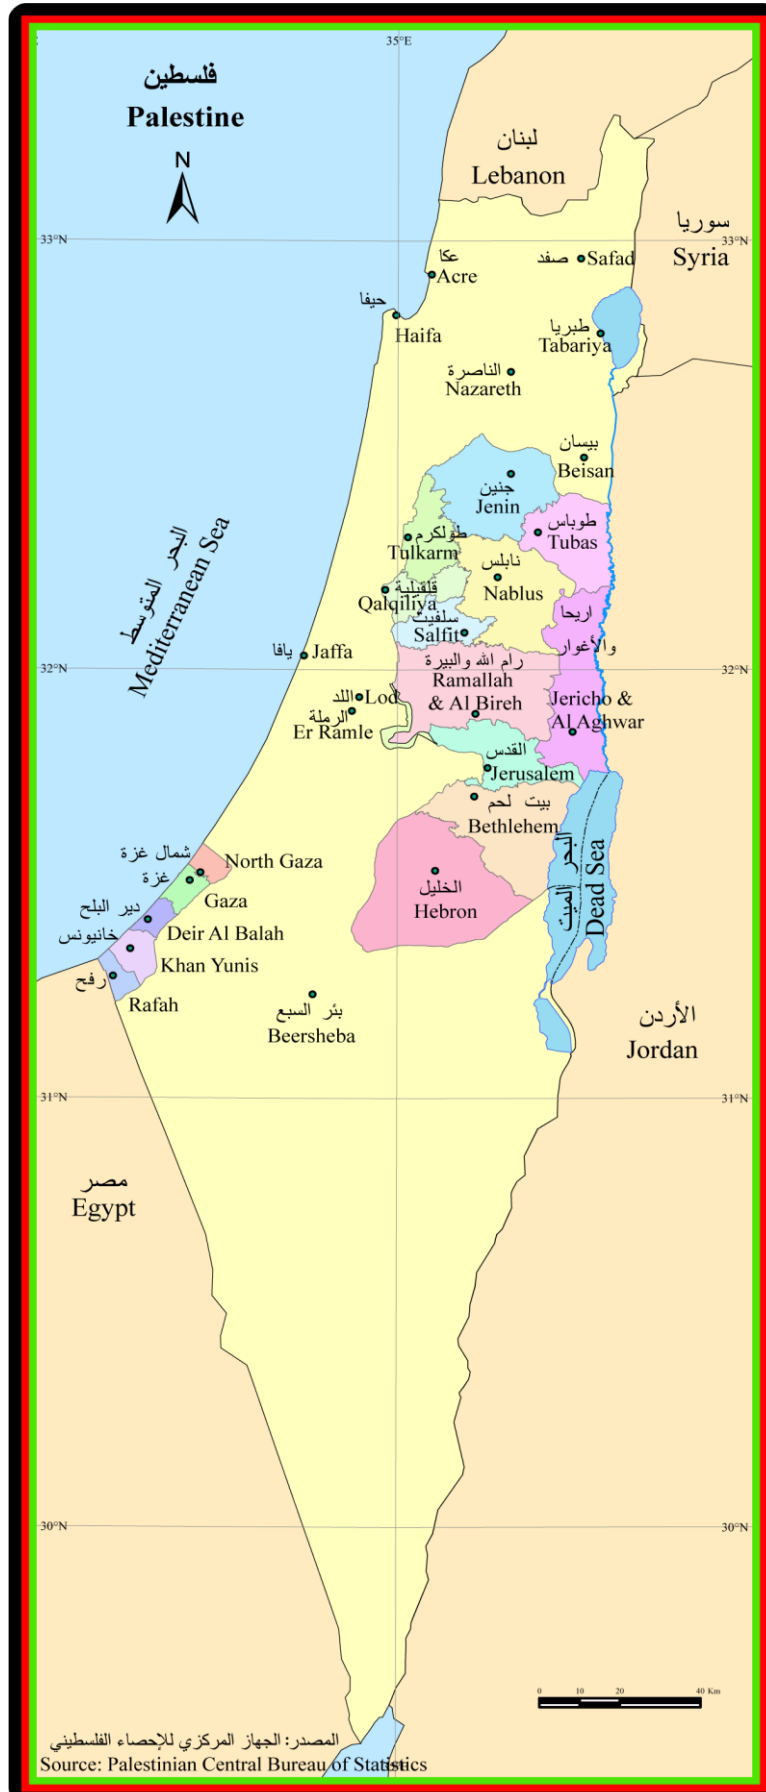 35°E
فلسطين
Palestine
N
لبنان
Lebanon
سوريا
Syria
33°N
33°N
عكا
Acre
صفد
Safad
حيفا
Haifa
طبريا
Tabariya
الناصرة
Nazareth
بيسان
Beisan
جنين
Jenin
طولكرم
Tulkarm
طوباس
Tubas
نابلس
Nablus
قلقيلية
Qalqiliya
سلفيت
Salfit
اريحا
والأغوار
Jericho &
Al Aghwar
البحر المتوسط
Mediterranean Sea
يافا
Jaffa
32°N
32°N
رام الله والبيرة
Ramallah
& Al Bireh
اللد
Lod
الرملة
Er Ramle
القدس
Jerusalem
بيت لحم
Bethlehem
البحر الميت
Dead Sea
شمال غزة
North Gaza
غزة
Gaza
الخليل
Hebron
دير البلح
Deir Al Balah
خانيونس
Khan Yunis
رفح
Rafah
بئر السبع
Beersheba
الأردن
Jordan
31°N
31°N
مصر
Egypt
30°N
30°N
0 10 20 40 Km
المصدر: الجهاز المركزي للإحصاء الفلسطيني
Source: Palestinian Central Bureau of Statistics